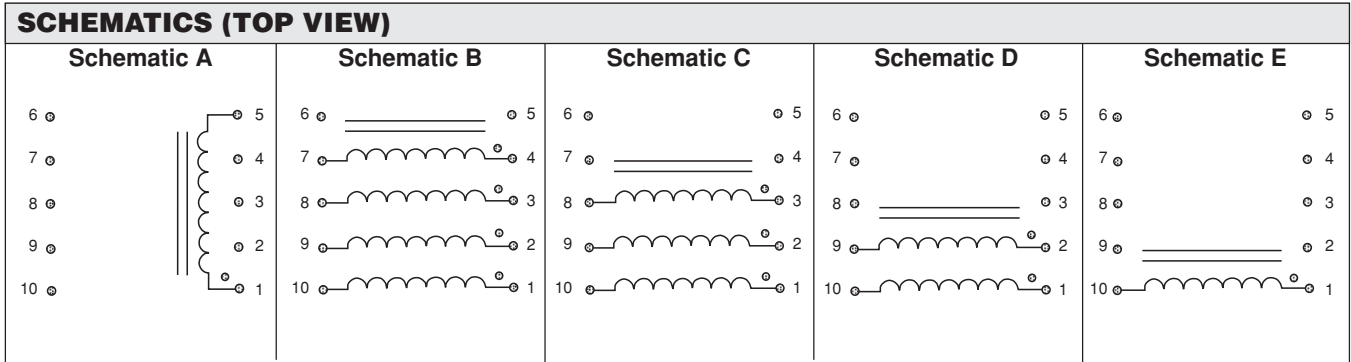 SCHEMATICS (TOP VIEW)
Schematic A Schematic B Schematic C Schematic D Schematic E
6 5 6 5 6 5 6 5 6 5
7 4 7 4 7 4 7 4 7 4
8 3 8 3 8 3 8 3 8 3
9 2 9 2 9 2 9 2 9 2
10 1 10 1 10 1 10 1 10 1